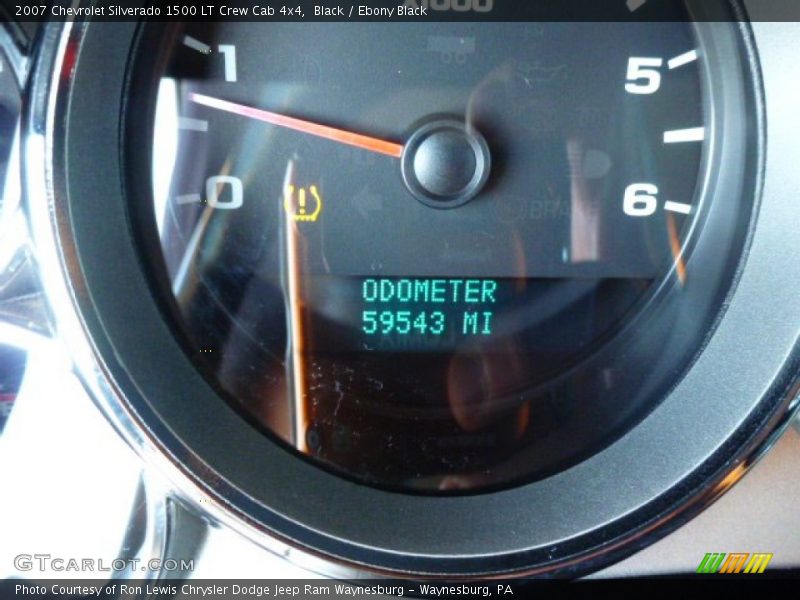 2007 Chevrolet Silverado 1500 LT Crew Cab 4x4,  Black / Ebony Black
1
5
0
6
ODOMETER
59543 MI
GTCarlot.com
Photo Courtesy of Ron Lewis Chrysler Dodge Jeep Ram Waynesburg - Waynesburg, PA